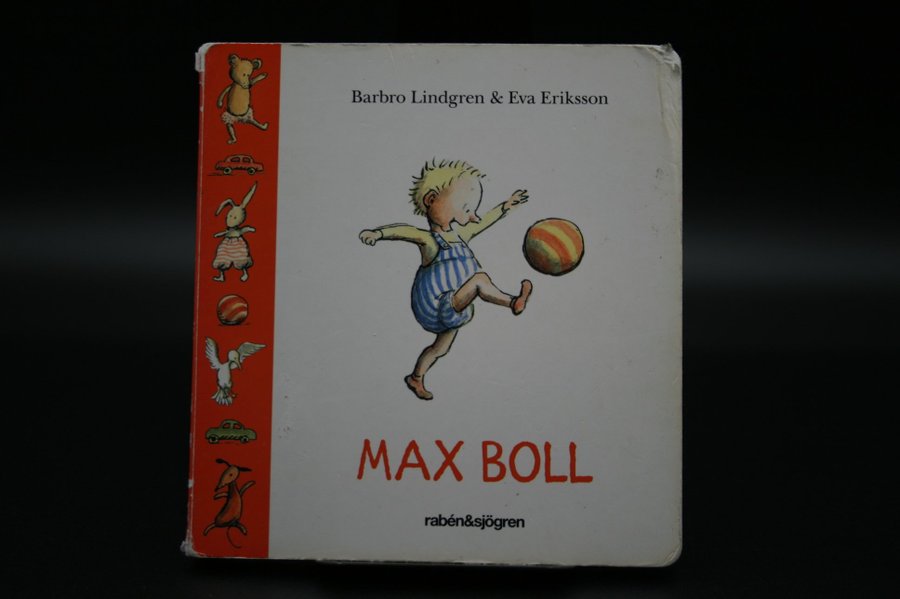 Barbro Lindgren & Eva Eriksson
MAX BOLL
rabén&sjögren